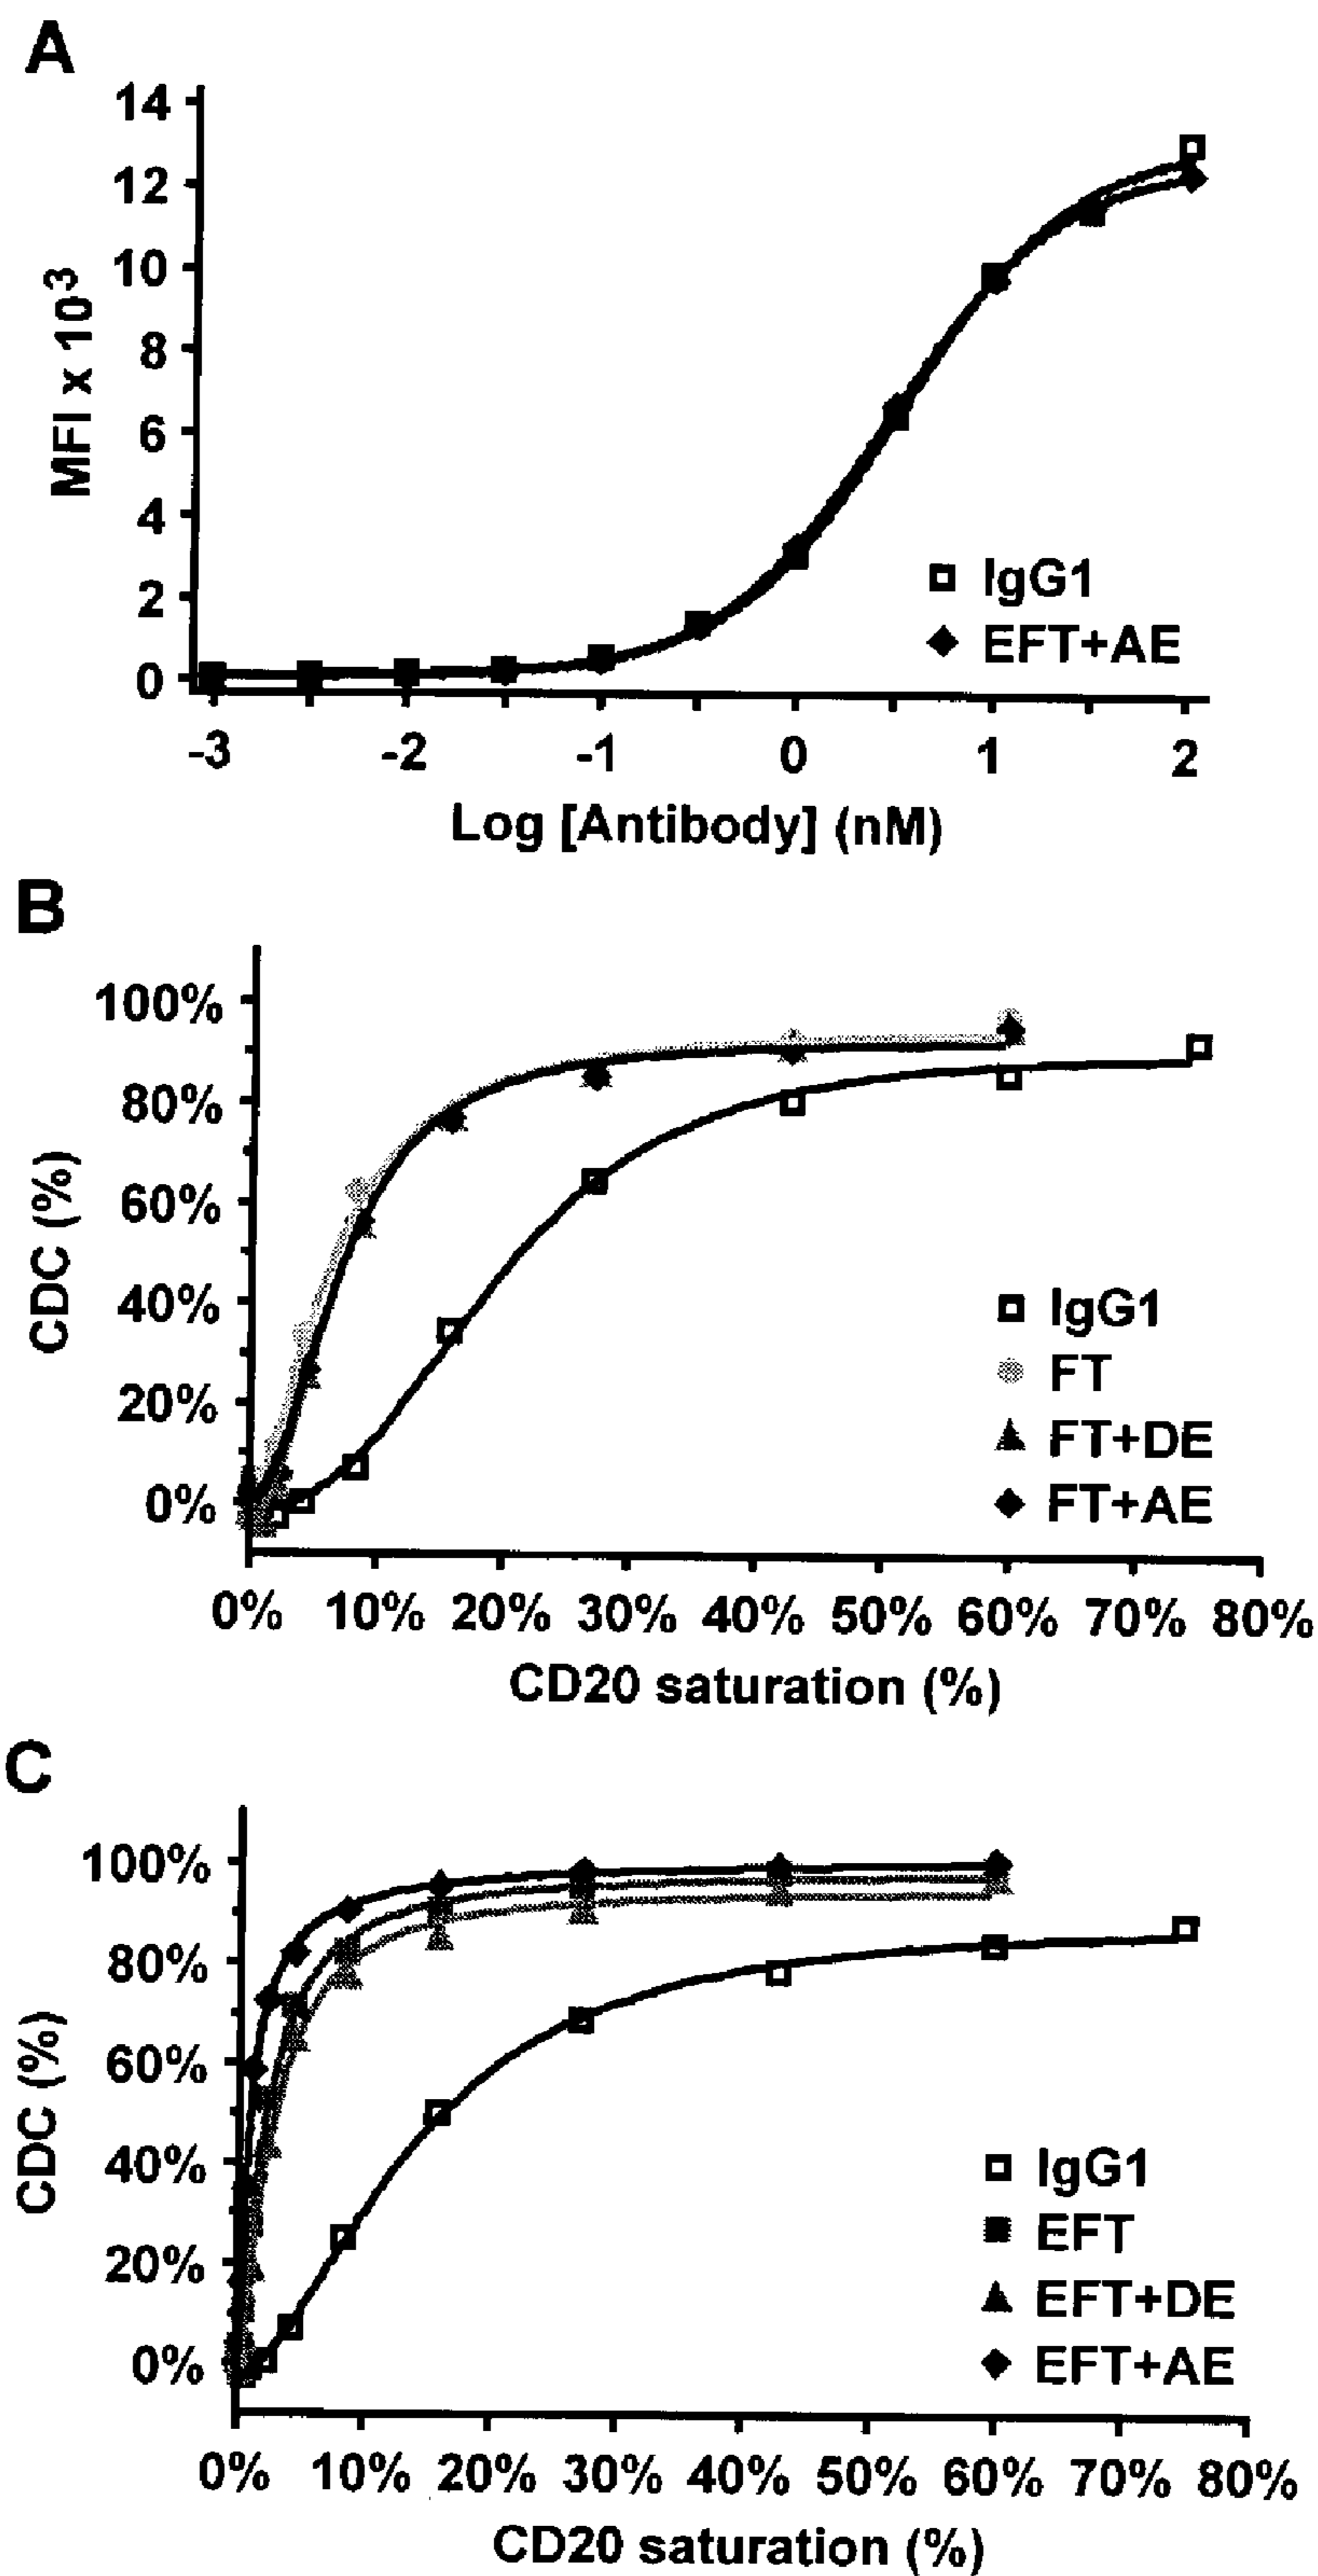 A
14
12
10
8
6
4
2
0
MFI x 10³
IgG1
EFT+AE
-3 -2 -1 0 1 2
Log [Antibody] (nM)
B
100%
80%
60%
40%
20%
0%
CDC (%)
IgG1
FT
FT+DE
FT+AE
0% 10% 20% 30% 40% 50% 60% 70% 80%
CD20 saturation (%)
C
100%
80%
60%
40%
20%
0%
CDC (%)
IgG1
EFT
EFT+DE
EFT+AE
0% 10% 20% 30% 40% 50% 60% 70% 80%
CD20 saturation (%)